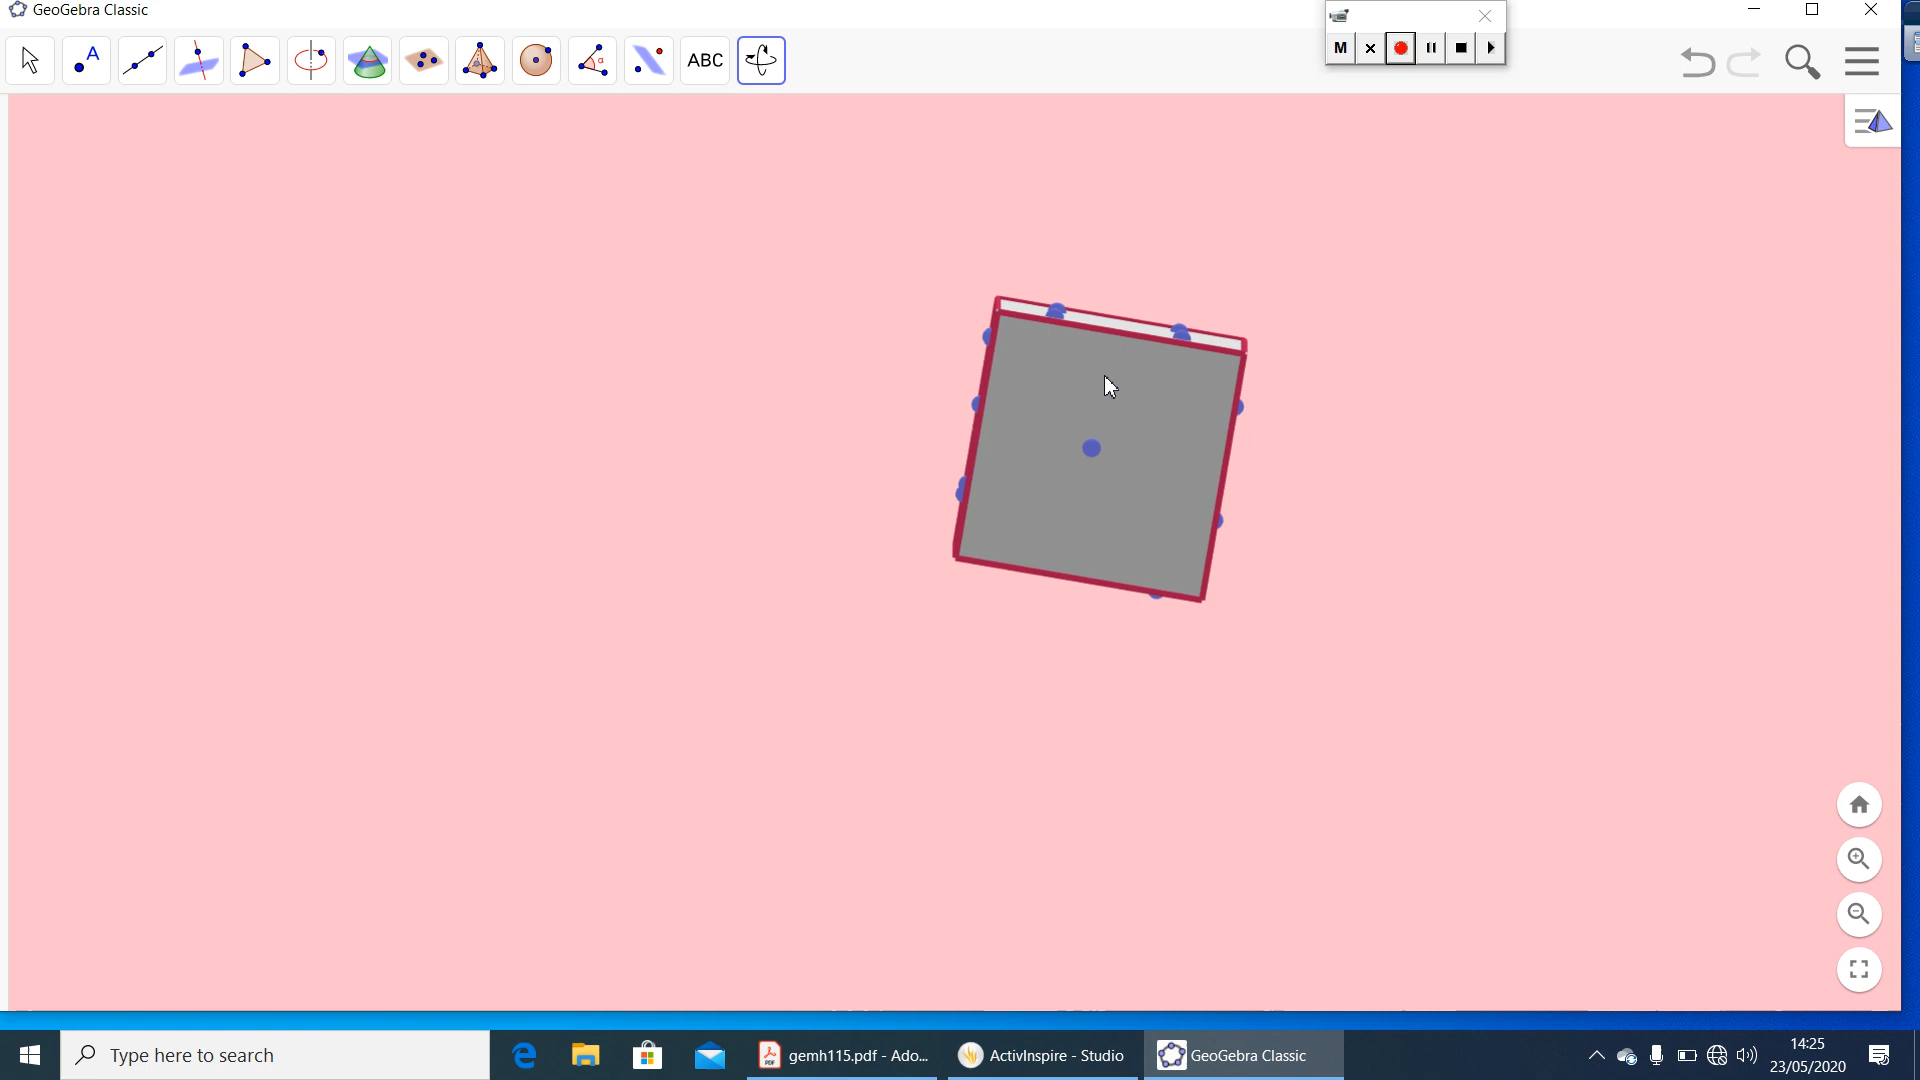 GeoGebra Classic
M
A
α
ABC
Type here to search
gemh115.pdf - Ado...
ActivInspire - Studio
GeoGebra Classic
14:25
23/05/2020